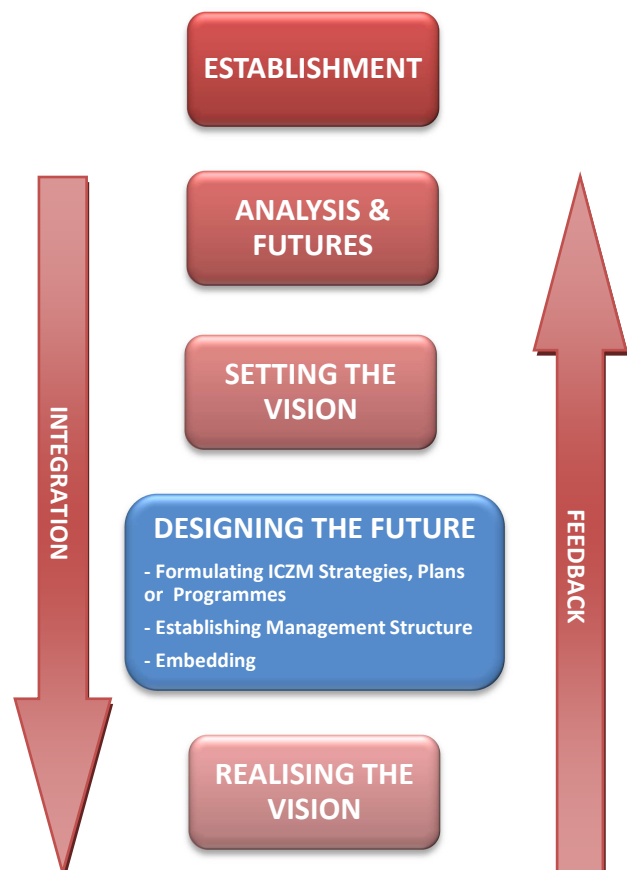 ESTABLISHMENT
ANALYSIS &
FUTURES
SETTING THE
VISION
INTEGRATION
FEEDBACK
DESIGNING THE FUTURE
- Formulating ICZM Strategies, Plans
or Programmes
- Establishing Management Structure
- Embedding
REALISING THE
VISION